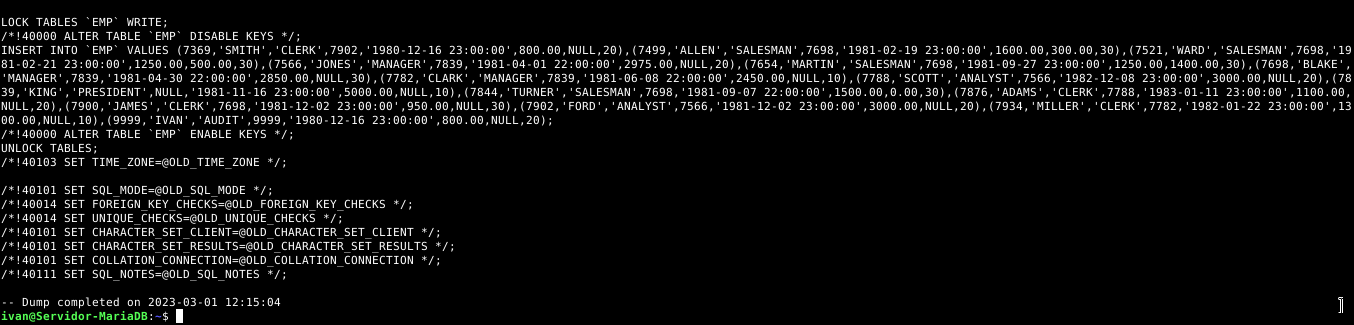 LOCK TABLES `EMP` WRITE;
/*!40000 ALTER TABLE `EMP` DISABLE KEYS */;
INSERT INTO `EMP` VALUES (7369,'SMITH','CLERK',7902,'1980-12-16 23:00:00',800.00,NULL,20),(7499,'ALLEN','SALESMAN',7698,'1981-02-19 23:00:00',1600.00,300.00,30),(7521,'WARD','SALESMAN',7698,'19
81-02-21 23:00:00',1250.00,500.00,30),(7566,'JONES','MANAGER',7839,'1981-04-01 22:00:00',2975.00,NULL,20),(7654,'MARTIN','SALESMAN',7698,'1981-09-27 23:00:00',1250.00,1400.00,30),(7698,'BLAKE',
'MANAGER',7839,'1981-04-30 22:00:00',2850.00,NULL,30),(7782,'CLARK','MANAGER',7839,'1981-06-08 22:00:00',2450.00,NULL,10),(7788,'SCOTT','ANALYST',7566,'1982-12-08 23:00:00',3000.00,NULL,20),(78
39,'KING','PRESIDENT',NULL,'1981-11-16 23:00:00',5000.00,NULL,10),(7844,'TURNER','SALESMAN',7698,'1981-09-07 22:00:00',1500.00,0.00,30),(7876,'ADAMS','CLERK',7788,'1983-01-11 23:00:00',1100.00,
NULL,20),(7900,'JAMES','CLERK',7698,'1981-12-02 23:00:00',950.00,NULL,30),(7902,'FORD','ANALYST',7566,'1981-12-02 23:00:00',3000.00,NULL,20),(7934,'MILLER','CLERK',7782,'1982-01-22 23:00:00',13
00.00,NULL,10),(9999,'IVAN','AUDIT',9999,'1980-12-16 23:00:00',800.00,NULL,20);
/*!40000 ALTER TABLE `EMP` ENABLE KEYS */;
UNLOCK TABLES;
/*!40103 SET TIME_ZONE=@OLD_TIME_ZONE */;
/*!40101 SET SQL_MODE=@OLD_SQL_MODE */;
/*!40014 SET FOREIGN_KEY_CHECKS=@OLD_FOREIGN_KEY_CHECKS */;
/*!40014 SET UNIQUE_CHECKS=@OLD_UNIQUE_CHECKS */;
/*!40101 SET CHARACTER_SET_CLIENT=@OLD_CHARACTER_SET_CLIENT */;
/*!40101 SET CHARACTER_SET_RESULTS=@OLD_CHARACTER_SET_RESULTS */;
/*!40101 SET COLLATION_CONNECTION=@OLD_COLLATION_CONNECTION */;
/*!40111 SET SQL_NOTES=@OLD_SQL_NOTES */;
-- Dump completed on 2023-03-01 12:15:04
ivan@Servidor-MariaDB:~$